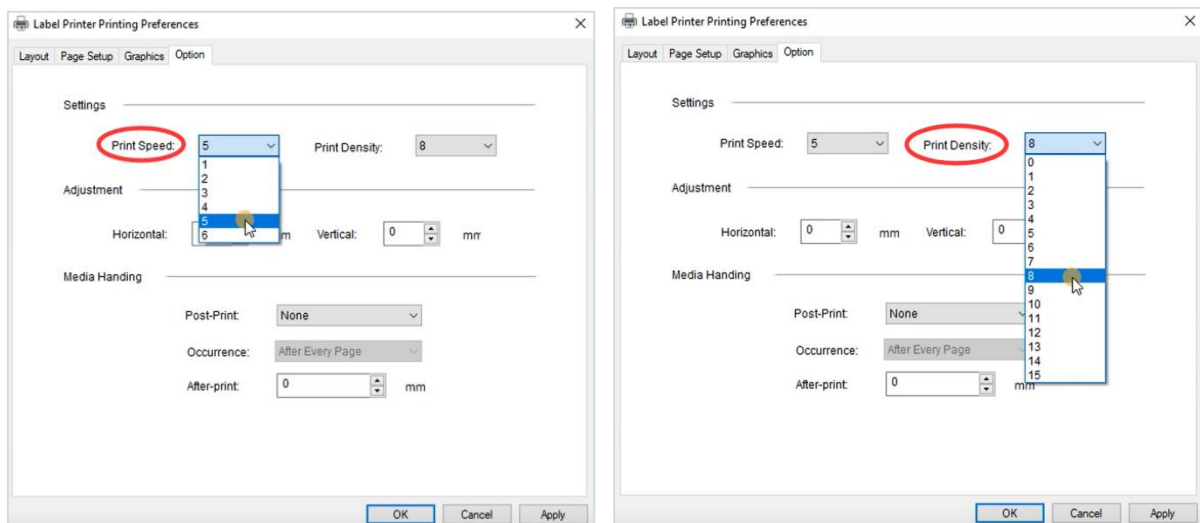 Label Printer Printing Preferences
Layout Page Setup Graphics Option
Settings
Print Speed: 5 Print Density: 8
1
2
3
4
5
6
Adjustment
Horizontal: m Vertical: 0 mm
Media Handing
Post-Print: None
Occurrence: After Every Page
After-print: 0 mm
OK Cancel Apply
Label Printer Printing Preferences
Layout Page Setup Graphics Option
Settings
Print Speed: 5 Print Density: 8
0
1
2
3
4
5
6
7
8
9
10
11
12
13
14
15
Adjustment
Horizontal: 0 mm Vertical: 0
Media Handing
Post-Print: None
Occurrence: After Every Page
After-print: 0 mm
OK Cancel Apply